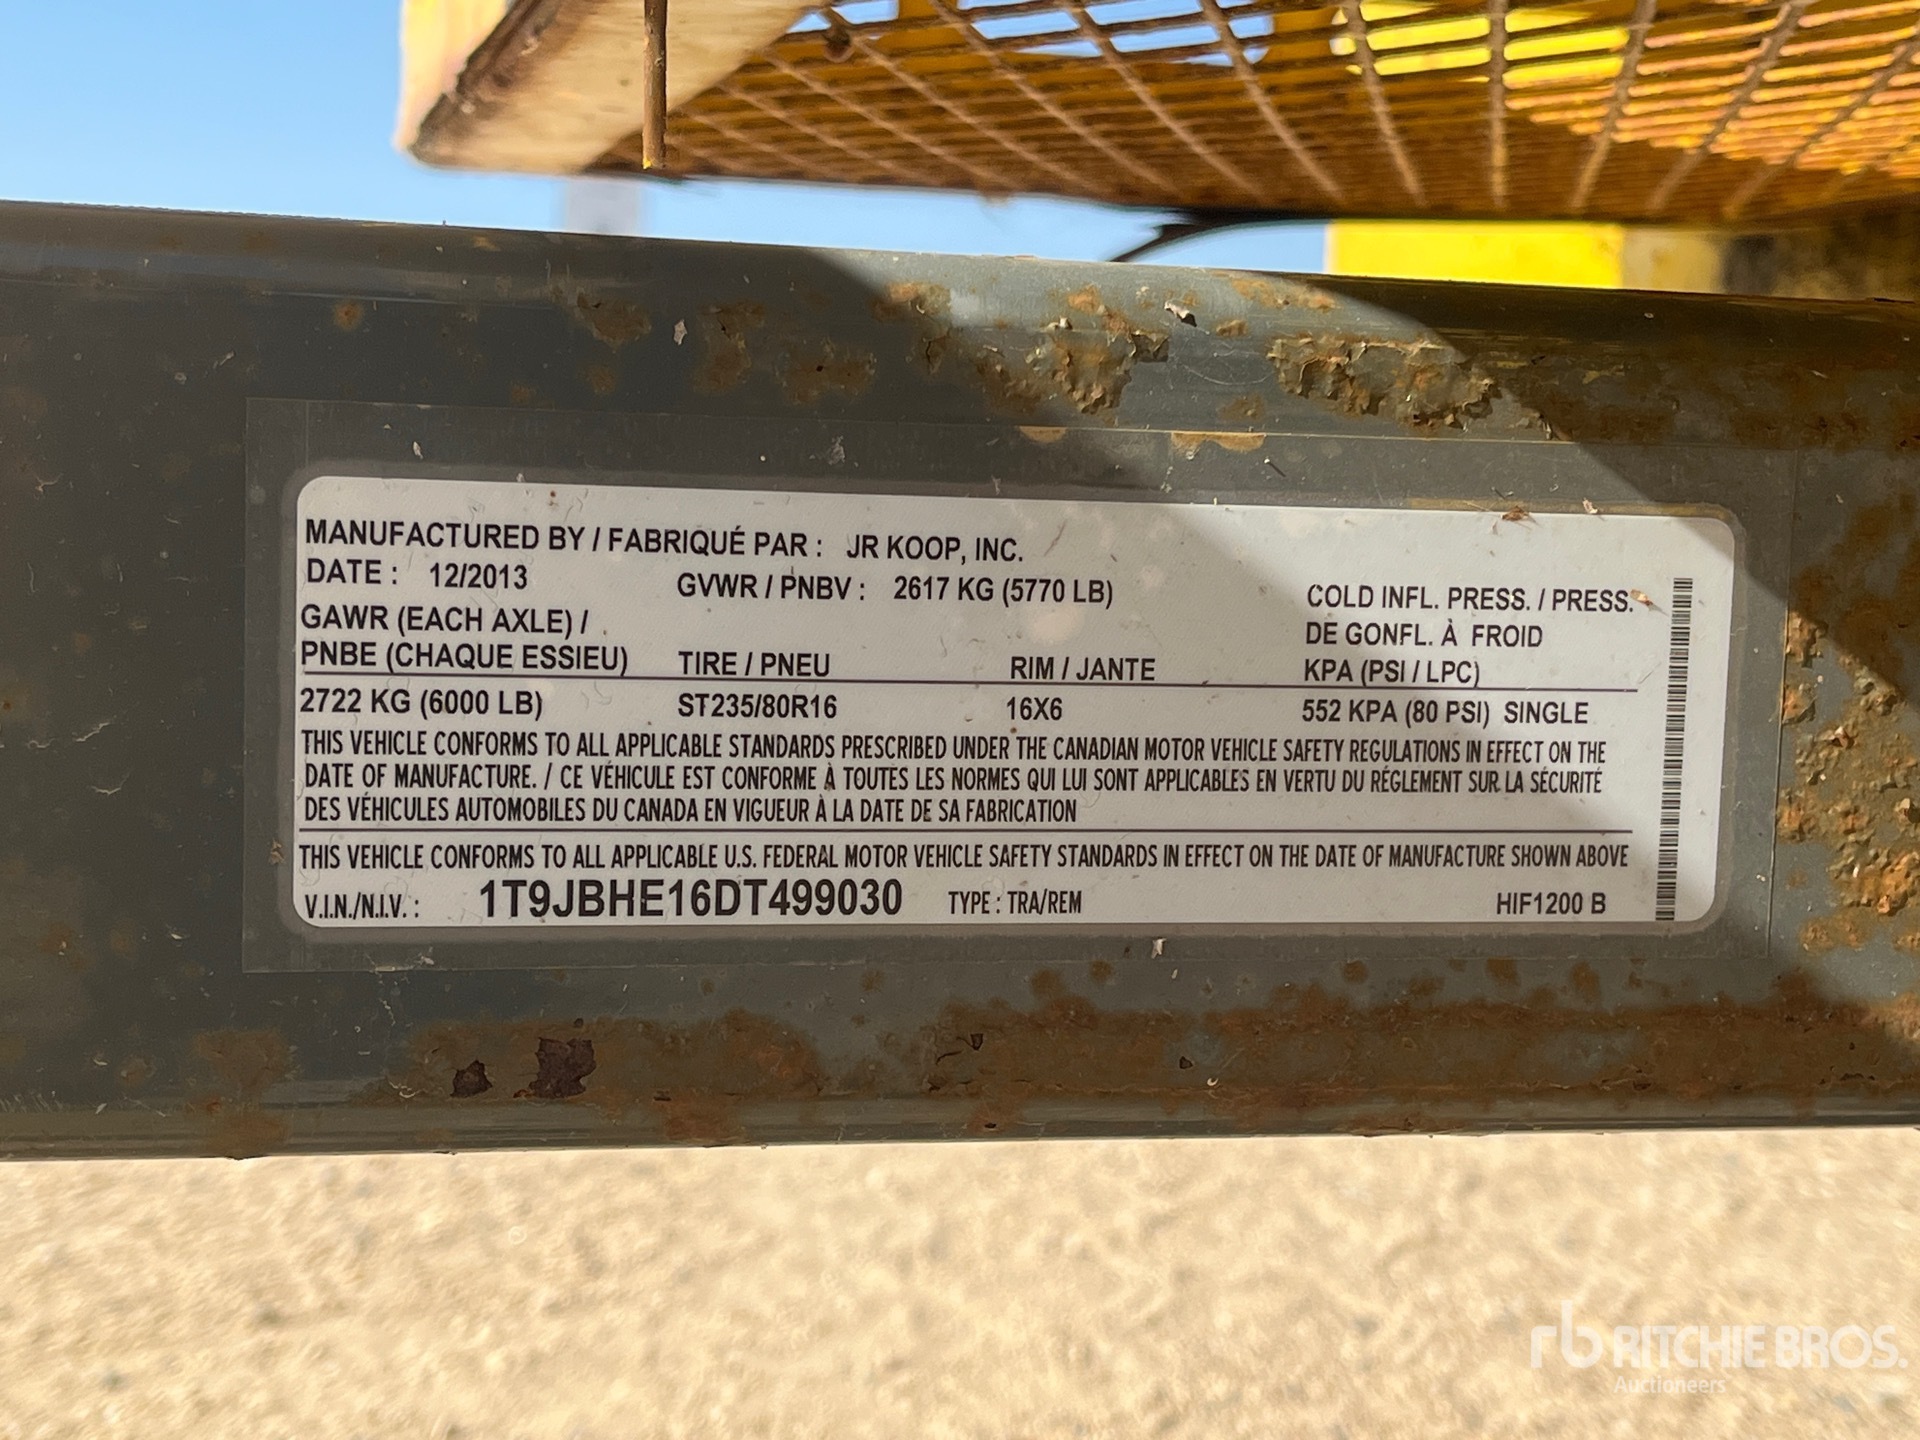 MANUFACTURED BY / FABRIQUÉ PAR : JR KOOP, INC.
DATE : 12/2013 GVWR / PNBV : 2617 KG (5770 LB)
COLD INFL. PRESS. / PRESS.
GAWR (EACH AXLE) /
DE GONFL. À FROID
PNBE (CHAQUE ESSIEU) TIRE / PNEU RIM / JANTE KPA (PSI / LPC)
2722 KG (6000 LB) ST235/80R16 16X6 552 KPA (80 PSI) SINGLE
THIS VEHICLE CONFORMS TO ALL APPLICABLE STANDARDS PRESCRIBED UNDER THE CANADIAN MOTOR VEHICLE SAFETY REGULATIONS IN EFFECT ON THE
DATE OF MANUFACTURE. / CE VÉHICULE EST CONFORME À TOUTES LES NORMES QUI LUI SONT APPLICABLES EN VERTU DU RÉGLEMENT SUR LA SÉCURITÉ
DES VÉHICULES AUTOMOBILES DU CANADA EN VIGUEUR À LA DATE DE SA FABRICATION
THIS VEHICLE CONFORMS TO ALL APPLICABLE U.S. FEDERAL MOTOR VEHICLE SAFETY STANDARDS IN EFFECT ON THE DATE OF MANUFACTURE SHOWN ABOVE
V.I.N./N.I.V. : 1T9JBHE16DT499030 TYPE : TRA/REM HIF1200 B
rb RITCHIE BROS.
Auctioneers